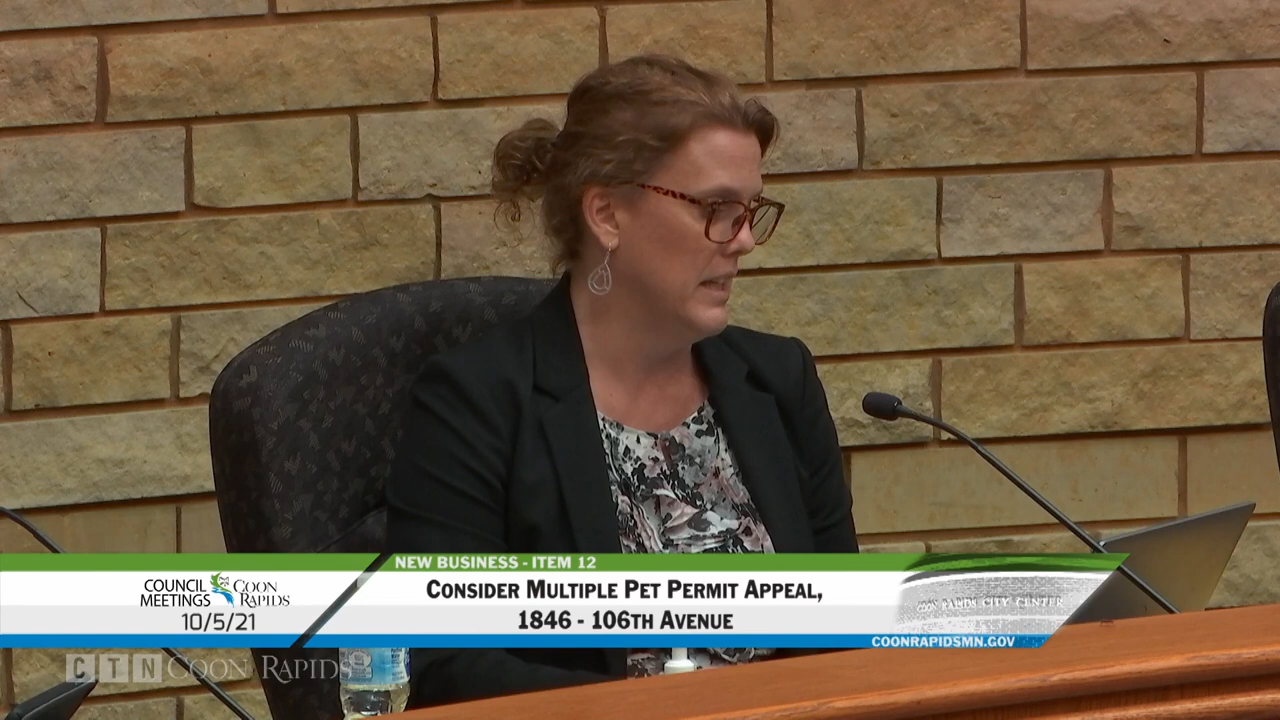 NEW BUSINESS - ITEM 12
COUNCIL MEETINGS
COON RAPIDS
10/5/21
CONSIDER MULTIPLE PET PERMIT APPEAL,
1846 - 106TH AVENUE
COON RAPIDS CITY CENTER
COONRAPIDSMN.GOV
CTN COON RAPIDS